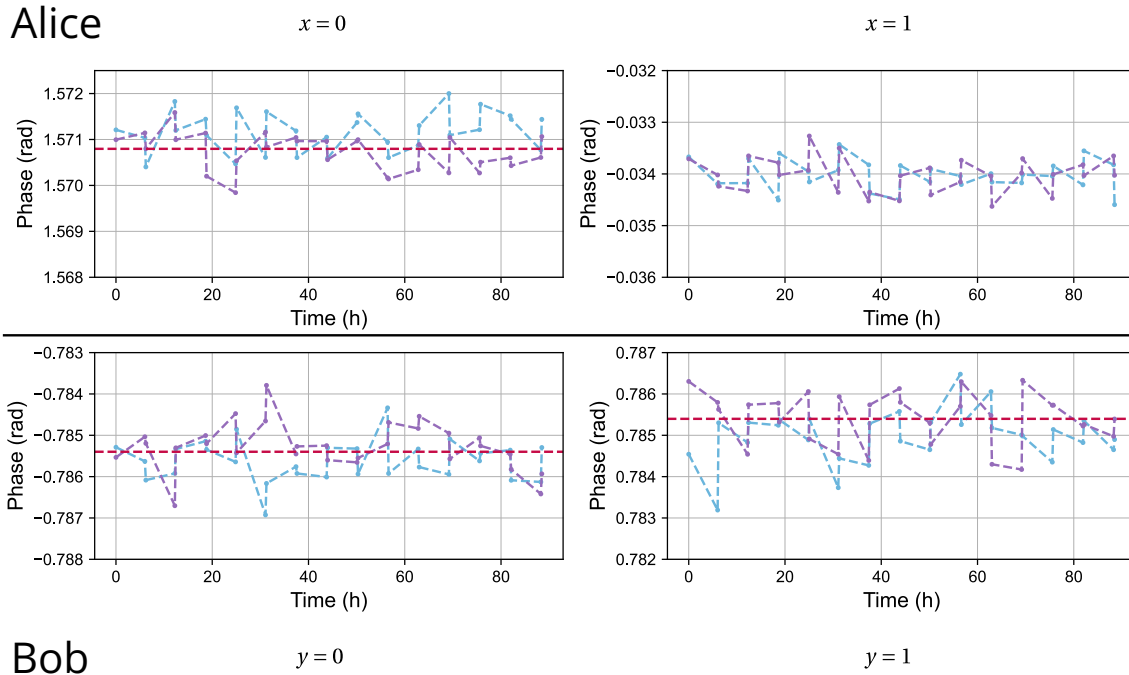 Alice
x = 0
x = 1
Phase (rad)
1.572
1.571
1.570
1.569
1.568
0 20 40 60 80
Time (h)
Phase (rad)
−0.032
−0.033
−0.034
−0.035
−0.036
0 20 40 60 80
Time (h)
Phase (rad)
−0.783
−0.784
−0.785
−0.786
−0.787
−0.788
0 20 40 60 80
Time (h)
Phase (rad)
0.787
0.786
0.785
0.784
0.783
0.782
0 20 40 60 80
Time (h)
Bob
y = 0
y = 1